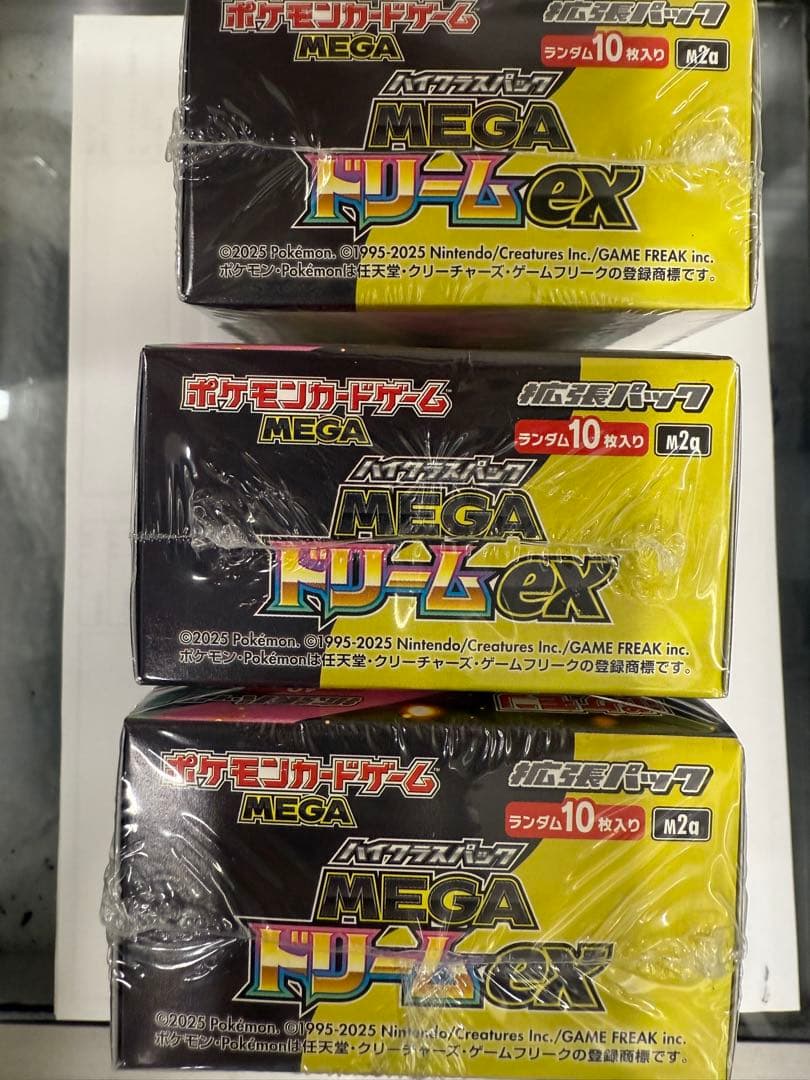 ポケモンカードゲーム
MEGA
拡張パック
ランダム10枚入り M2a
ハイクラスパック
MEGA
ドリームex
©2025 Pokémon. ©1995-2025 Nintendo/Creatures Inc./GAME FREAK inc.
ポケモン・Pokémonは任天堂・クリーチャーズ・ゲームフリークの登録商標です。
ポケモンカードゲーム™
MEGA
拡張パック
ランダム10枚入り M2a
ハイクラスパック
MEGA
ドリームex
©2025 Pokémon. ©1995-2025 Nintendo/Creatures Inc./GAME FREAK inc.
ポケモン・Pokémonは任天堂・クリーチャーズ・ゲームフリークの登録商標です。
ポケモンカードゲーム
MEGA
拡張パック
ランダム10枚入り M2a
ハイクラスパック
MEGA
ドリームex
©2025 Pokémon. ©1995-2025 Nintendo/Creatures Inc./GAME FREAK inc.
ポケモン・Pokémonは任天堂・クリーチャーズ・ゲームフリークの登録商標です。